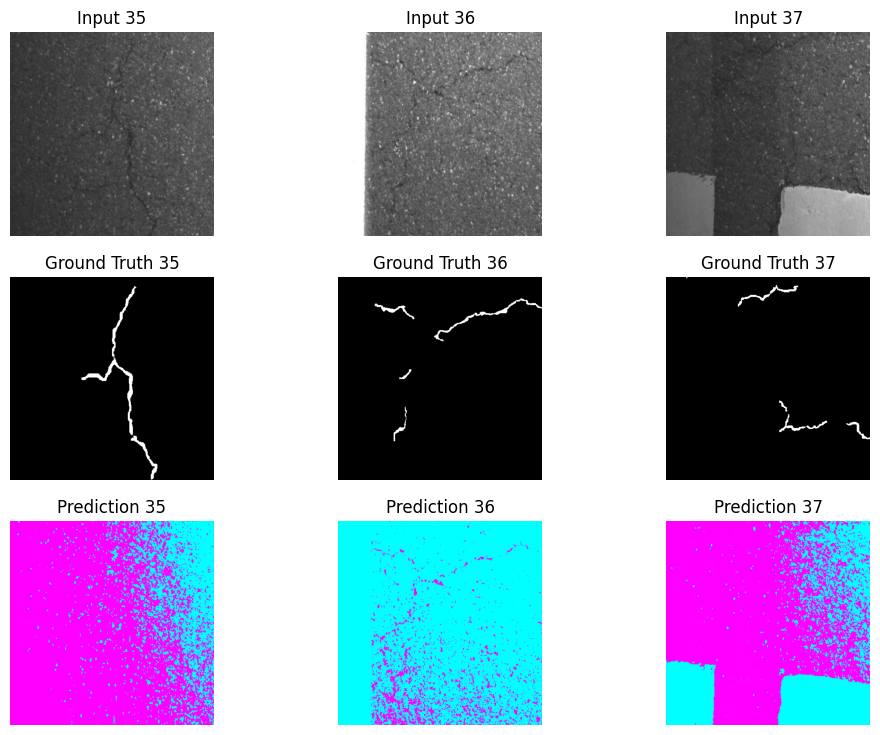 Input 35
Input 36
Input 37
Ground Truth 35
Ground Truth 36
Ground Truth 37
Prediction 35
Prediction 36
Prediction 37